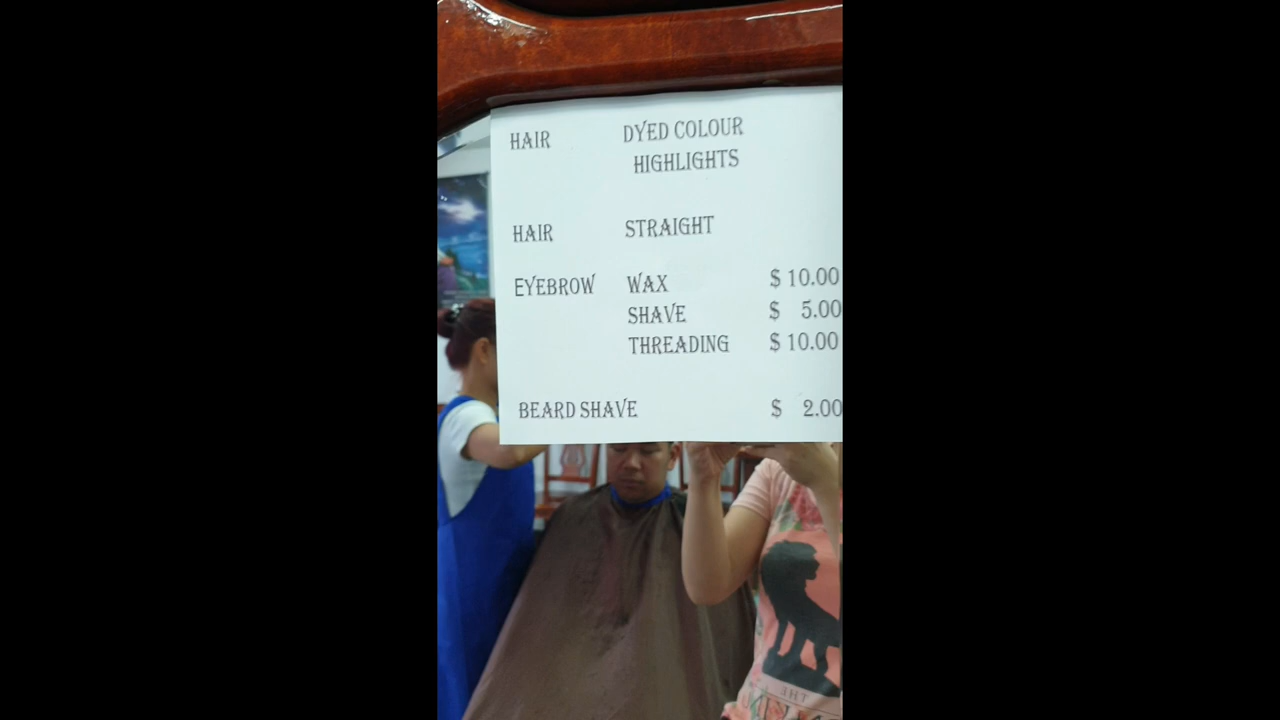 HAIR DYED COLOUR
HIGHLIGHTS
HAIR STRAIGHT
EYEBROW WAX $ 10.00
SHAVE $ 5.00
THREADING $ 10.00
BEARD SHAVE $ 2.00
THE